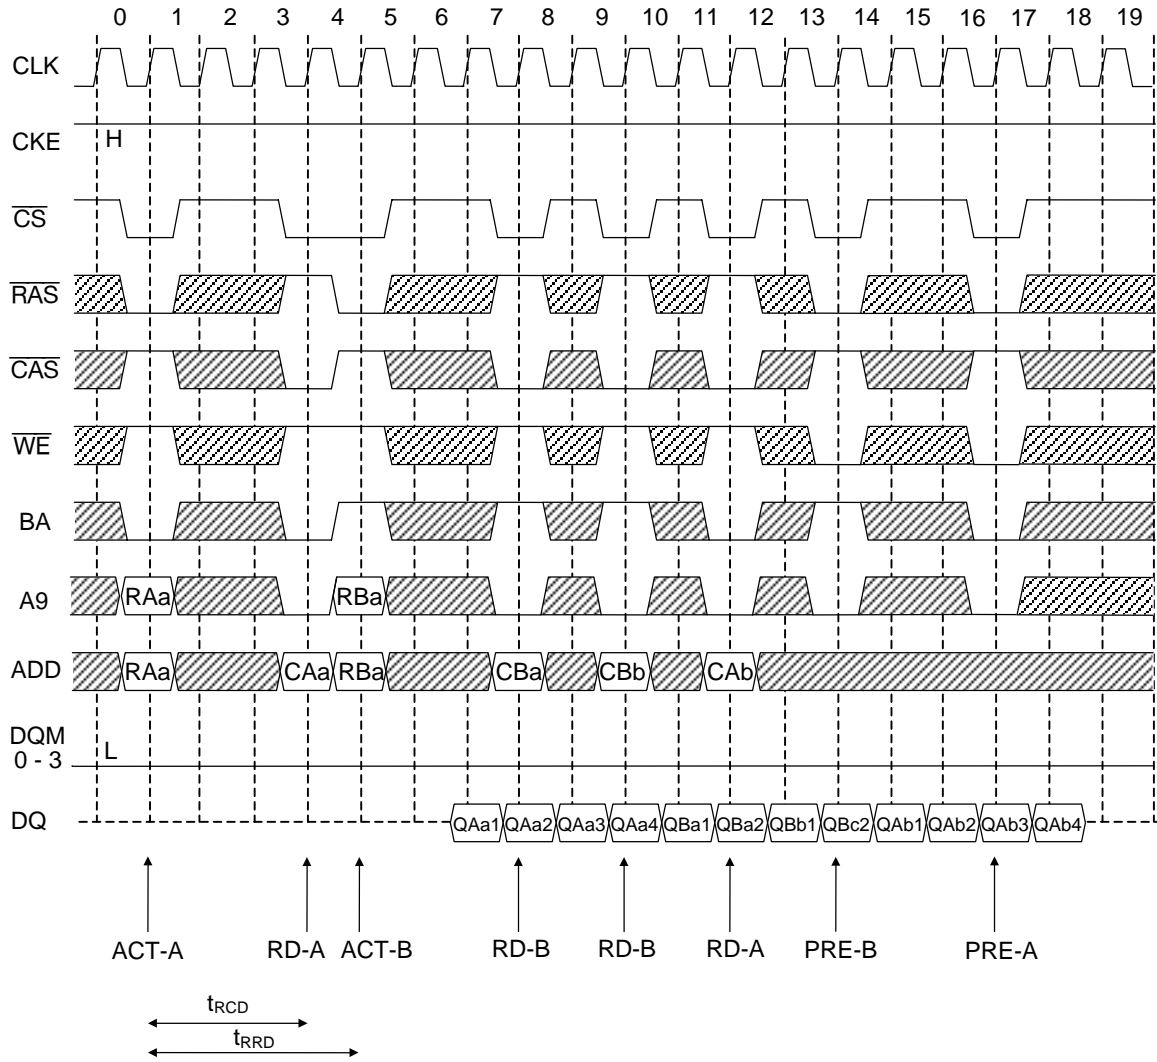 0 1 2 3 4 5 6 7 8 9 10 11 12 13 14 15 16 17 18 19
CLK
CKE H
CS
RAS
CAS
WE
BA
A9 RAa RBa
ADD RAa CAa RBa CBa CBb CAb
DQM
0 - 3 L
DQ QAa1 QAa2 QAa3 QAa4 QBa1 QBa2 QBb1 QBc2 QAb1 QAb2 QAb3 QAb4
ACT-A RD-A ACT-B RD-B RD-B RD-A PRE-B PRE-A
tRCD
tRRD